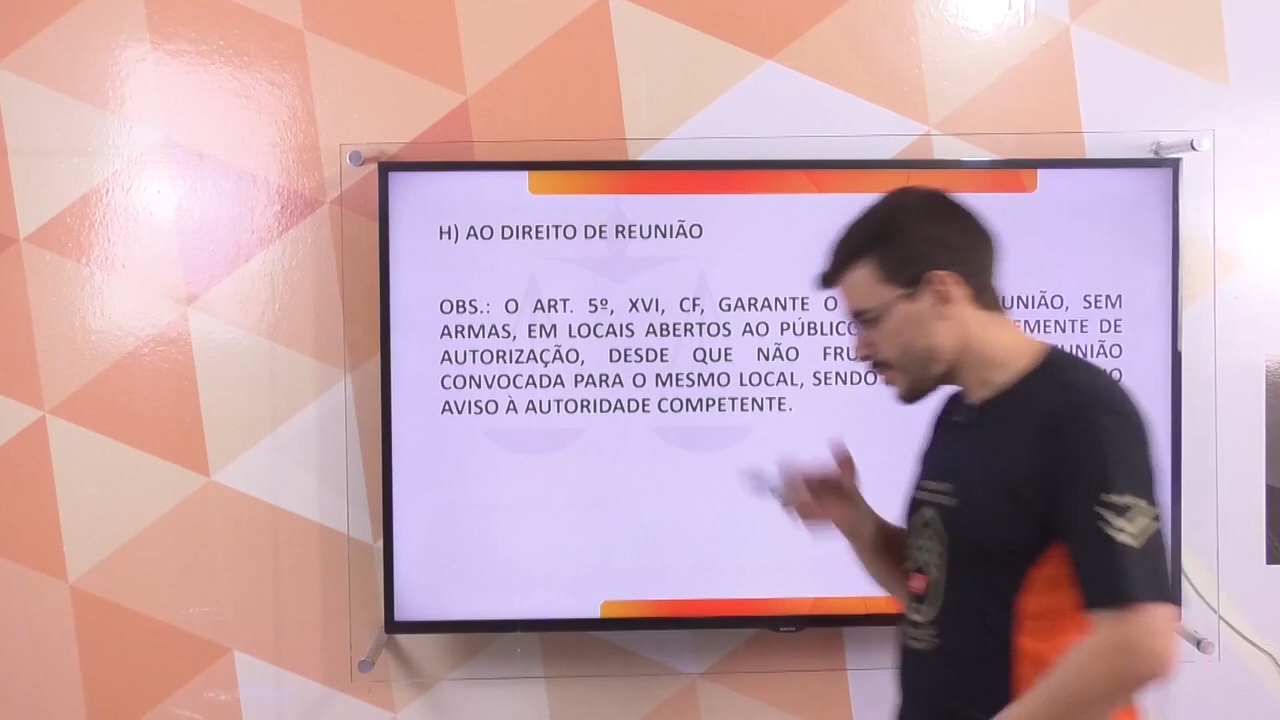 H) AO DIREITO DE REUNIÃO
OBS.: O ART. 5º, XVI, CF, GARANTE O UNIÃO, SEM
ARMAS, EM LOCAIS ABERTOS AO PÚBLICO EMENTE DE
AUTORIZAÇÃO, DESDE QUE NÃO FRU UNIÃO
CONVOCADA PARA O MESMO LOCAL, SENDO
AVISO À AUTORIDADE COMPETENTE.